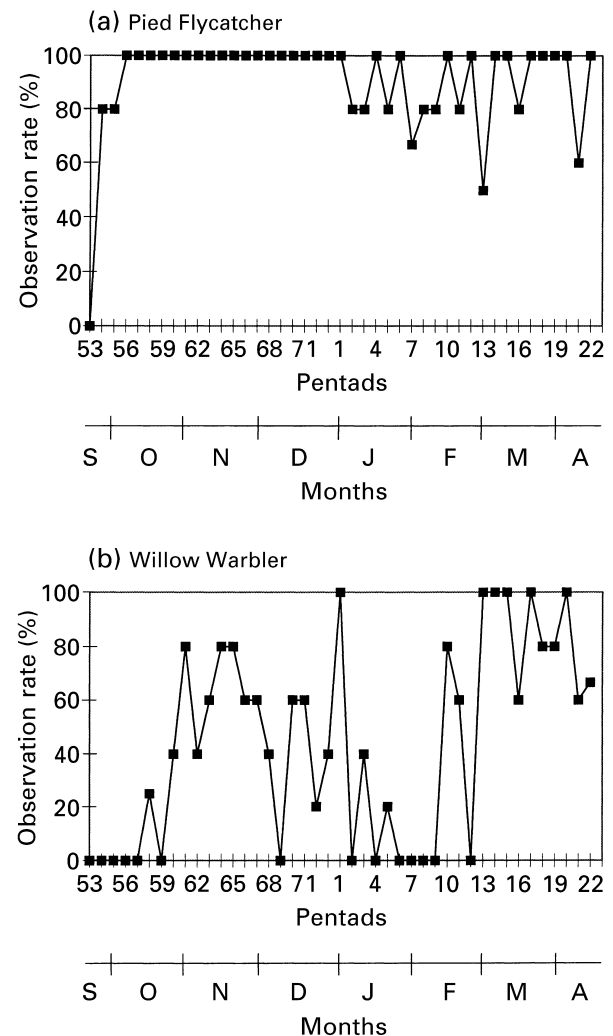 (a) Pied Flycatcher
Observation rate (%)
100
80
60
40
20
0
53 56 59 62 65 68 71 1 4 7 10 13 16 19 22
Pentads
S O N D J F M A
Months
(b) Willow Warbler
Observation rate (%)
100
80
60
40
20
0
53 56 59 62 65 68 71 1 4 7 10 13 16 19 22
Pentads
S O N D J F M A
Months